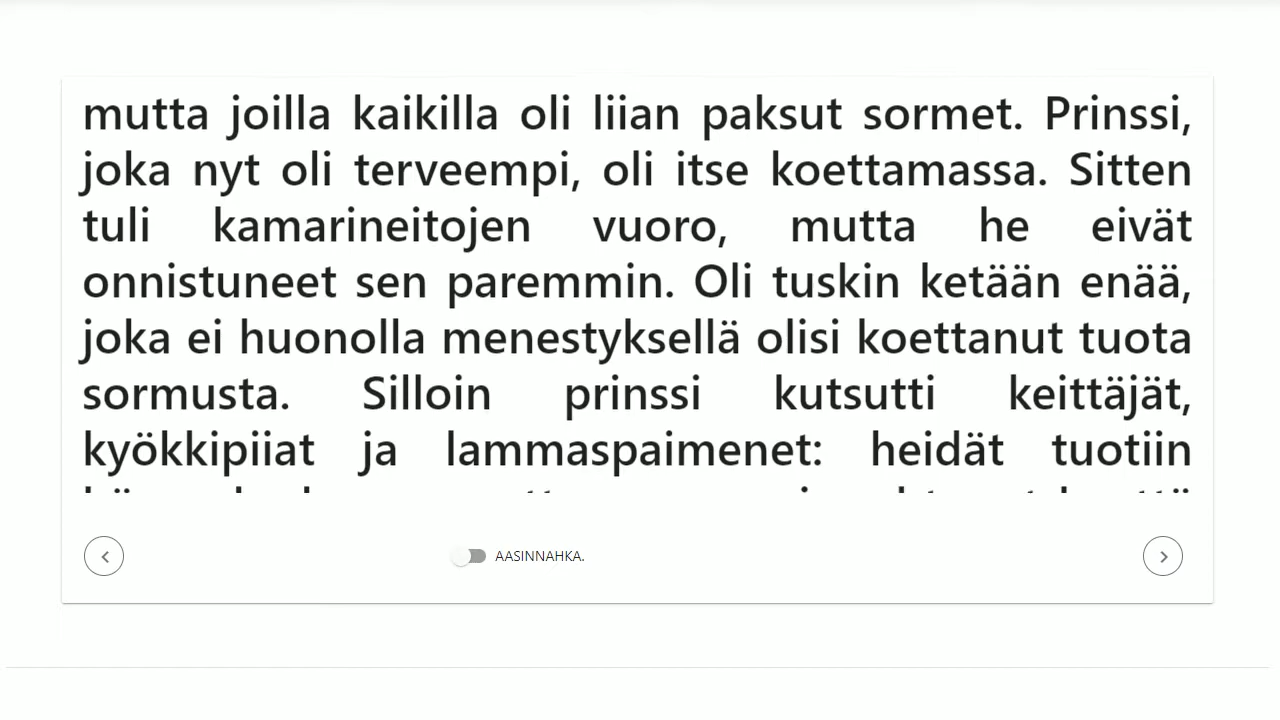 mutta joilla kaikilla oli liian paksut sormet. Prinssi,
joka nyt oli terveempi, oli itse koettamassa. Sitten
tuli kamarineitojen vuoro, mutta he eivät
onnistuneet sen paremmin. Oli tuskin ketään enää,
joka ei huonolla menestyksellä olisi koettanut tuota
sormusta. Silloin prinssi kutsutti keittäjät,
kyökkipiiat ja lammaspaimenet: heidät tuotiin
AASINNAHKA.